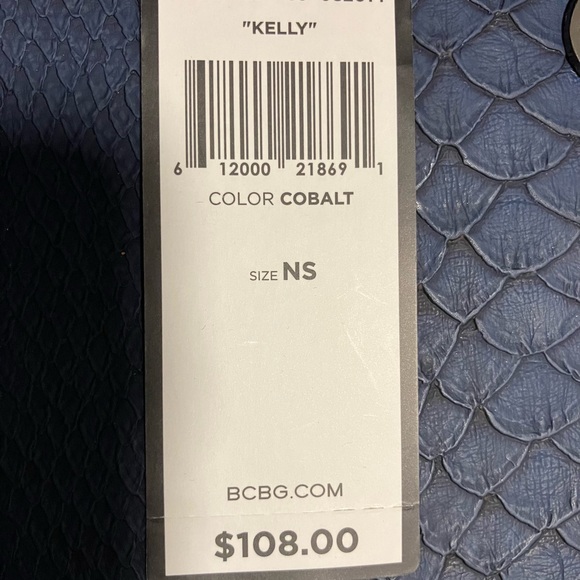 "KELLY"
6 12000 21869 1
COLOR COBALT
SIZE NS
BCBG.COM
$108.00